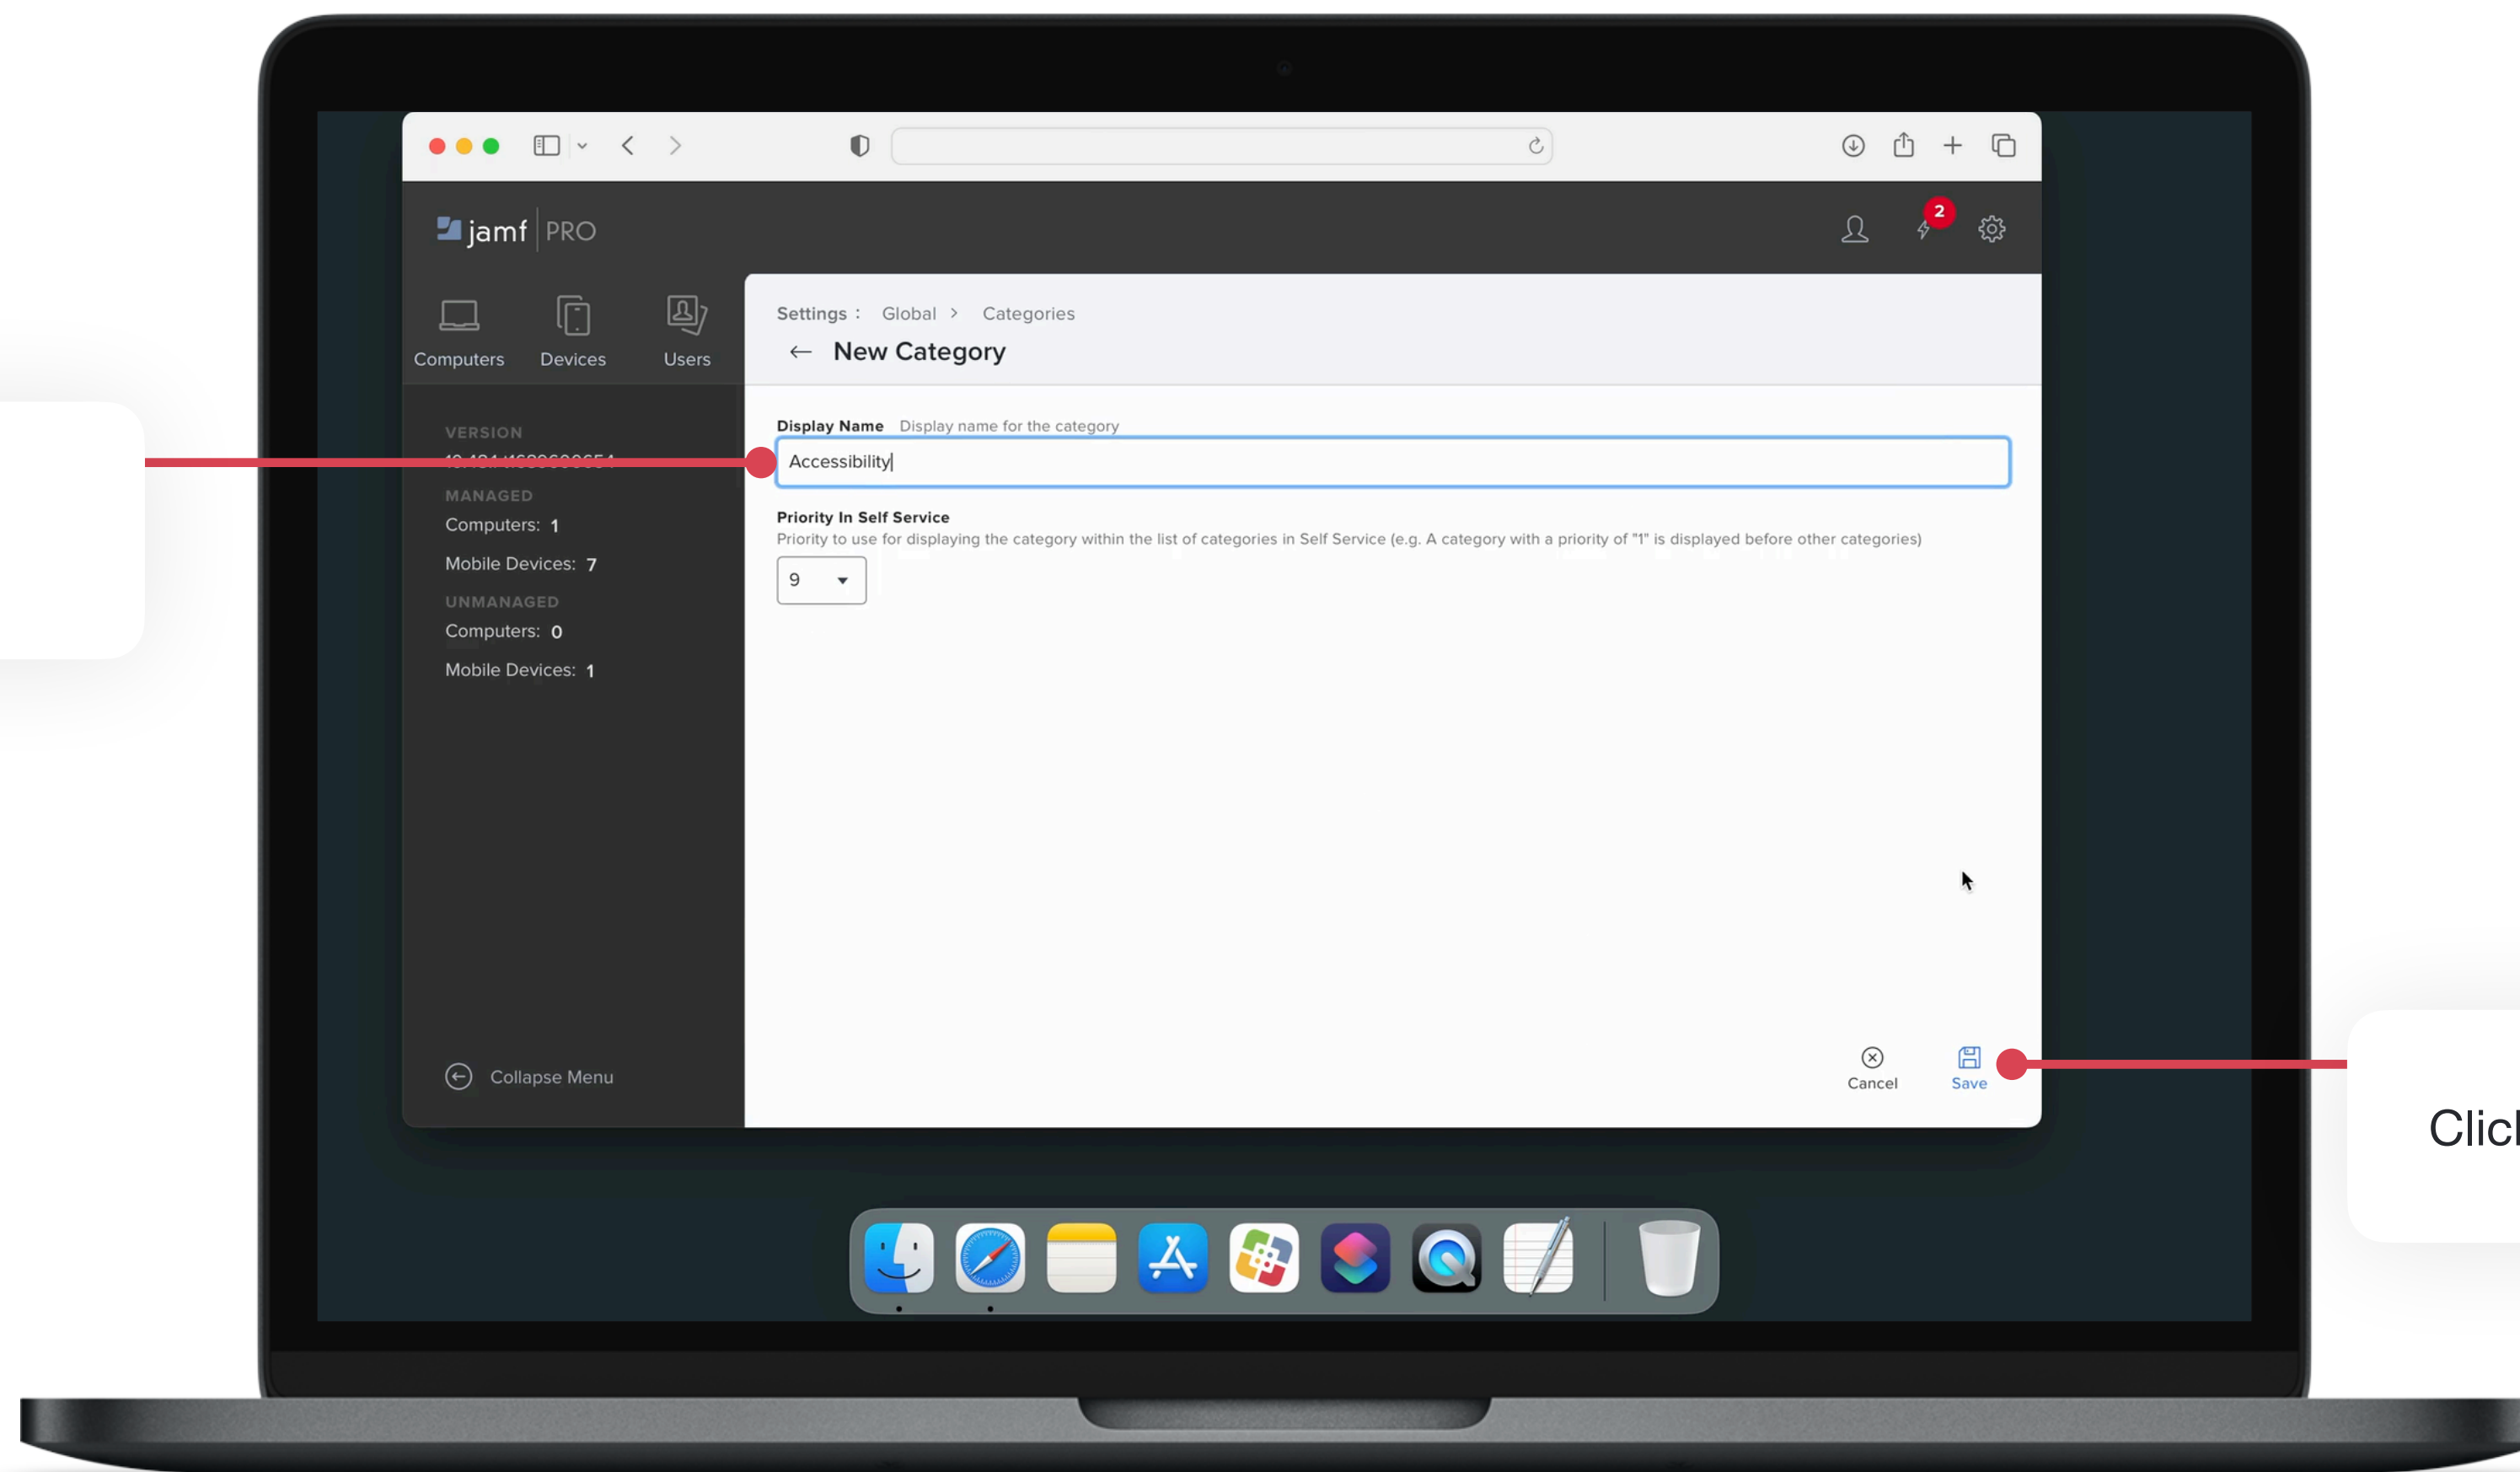 jamf PRO
2
Computers Devices Users
Settings : Global > Categories
← New Category
VERSION
Display Name Display name for the category
Accessibility
MANAGED
Computers: 1
Mobile Devices: 7
UNMANAGED
Computers: 0
Mobile Devices: 1
Priority In Self Service
Priority to use for displaying the category within the list of categories in Self Service (e.g. A category with a priority of "1" is displayed before other categories)
9
Collapse Menu
Cancel Save